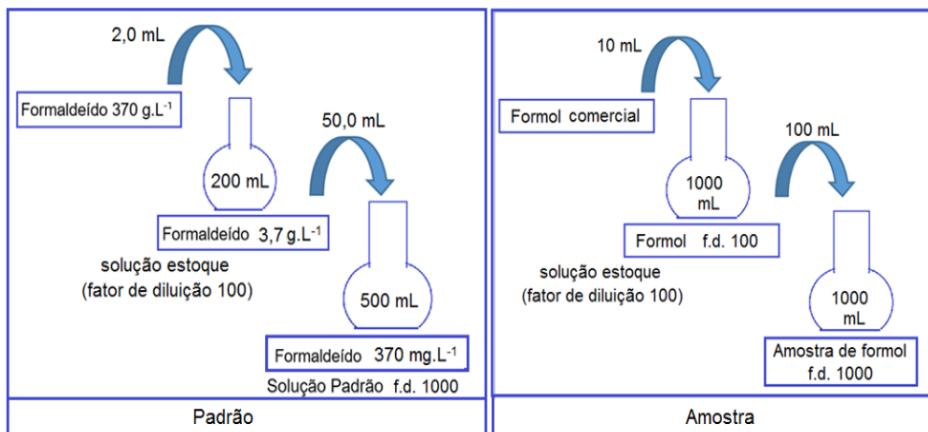 2,0 mL
Formaldeído 370 g.L⁻¹
50,0 mL
200 mL
Formaldeído 3,7 g.L⁻¹
solução estoque
(fator de diluição 100)
500 mL
Formaldeído 370 mg.L⁻¹
Solução Padrão f.d. 1000
Padrão
10 mL
Formol comercial
100 mL
1000
mL
Formol f.d. 100
solução estoque
(fator de diluição 100)
1000
mL
Amostra de formol
f.d. 1000
Amostra